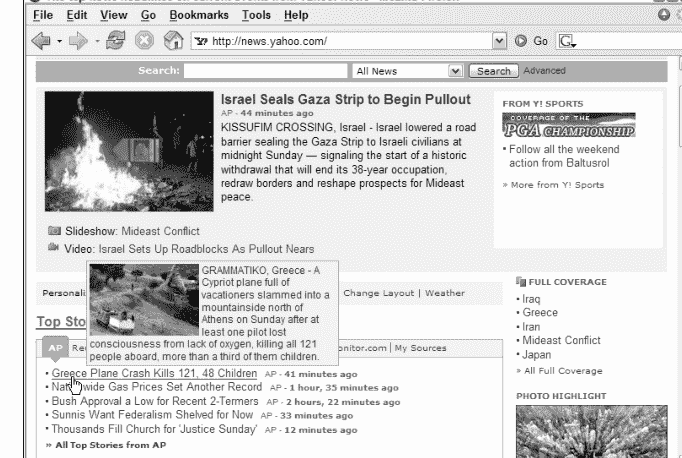 File Edit View Go Bookmarks Tools Help
http://news.yahoo.com/ Go G
Search: All News Search Advanced
Israel Seals Gaza Strip to Begin Pullout
AP - 44 minutes ago
KISSUFIM CROSSING, Israel - Israel lowered a road
barrier sealing the Gaza Strip to Israeli civilians at
midnight Sunday — signaling the start of a historic
withdrawal that will end its 38-year occupation,
redraw borders and reshape prospects for Mideast
peace.
Slideshow: Mideast Conflict
Video: Israel Sets Up Roadblocks As Pullout Nears
FROM Y! SPORTS
COVERAGE OF THE
PGA CHAMPIONSHIP
• Follow all the weekend
action from Baltusrol
» More from Y! Sports
Change Layout | Weather
GRAMMATIKO, Greece - A
Cypriot plane full of
vacationers slammed into a
mountainside north of
Athens on Sunday after at
least one pilot lost
consciousness from lack of oxygen, killing all 121
people aboard, more than a third of them children.
AP
onitor.com | My Sources
• Greece Plane Crash Kills 121, 48 Children AP - 41 minutes ago
Gas Prices Set Another Record AP - 1 hour, 35 minutes ago
• Bush Approval a Low for Recent 2-Termers AP - 2 hours, 22 minutes ago
• Sunnis Want Federalism Shelved for Now AP - 33 minutes ago
• Thousands Fill Church for 'Justice Sunday' AP - 12 minutes ago
» All Top Stories from AP
FULL COVERAGE
• Iraq
• Greece
• Iran
• Mideast Conflict
• Japan
» All Full Coverage
PHOTO HIGHLIGHT